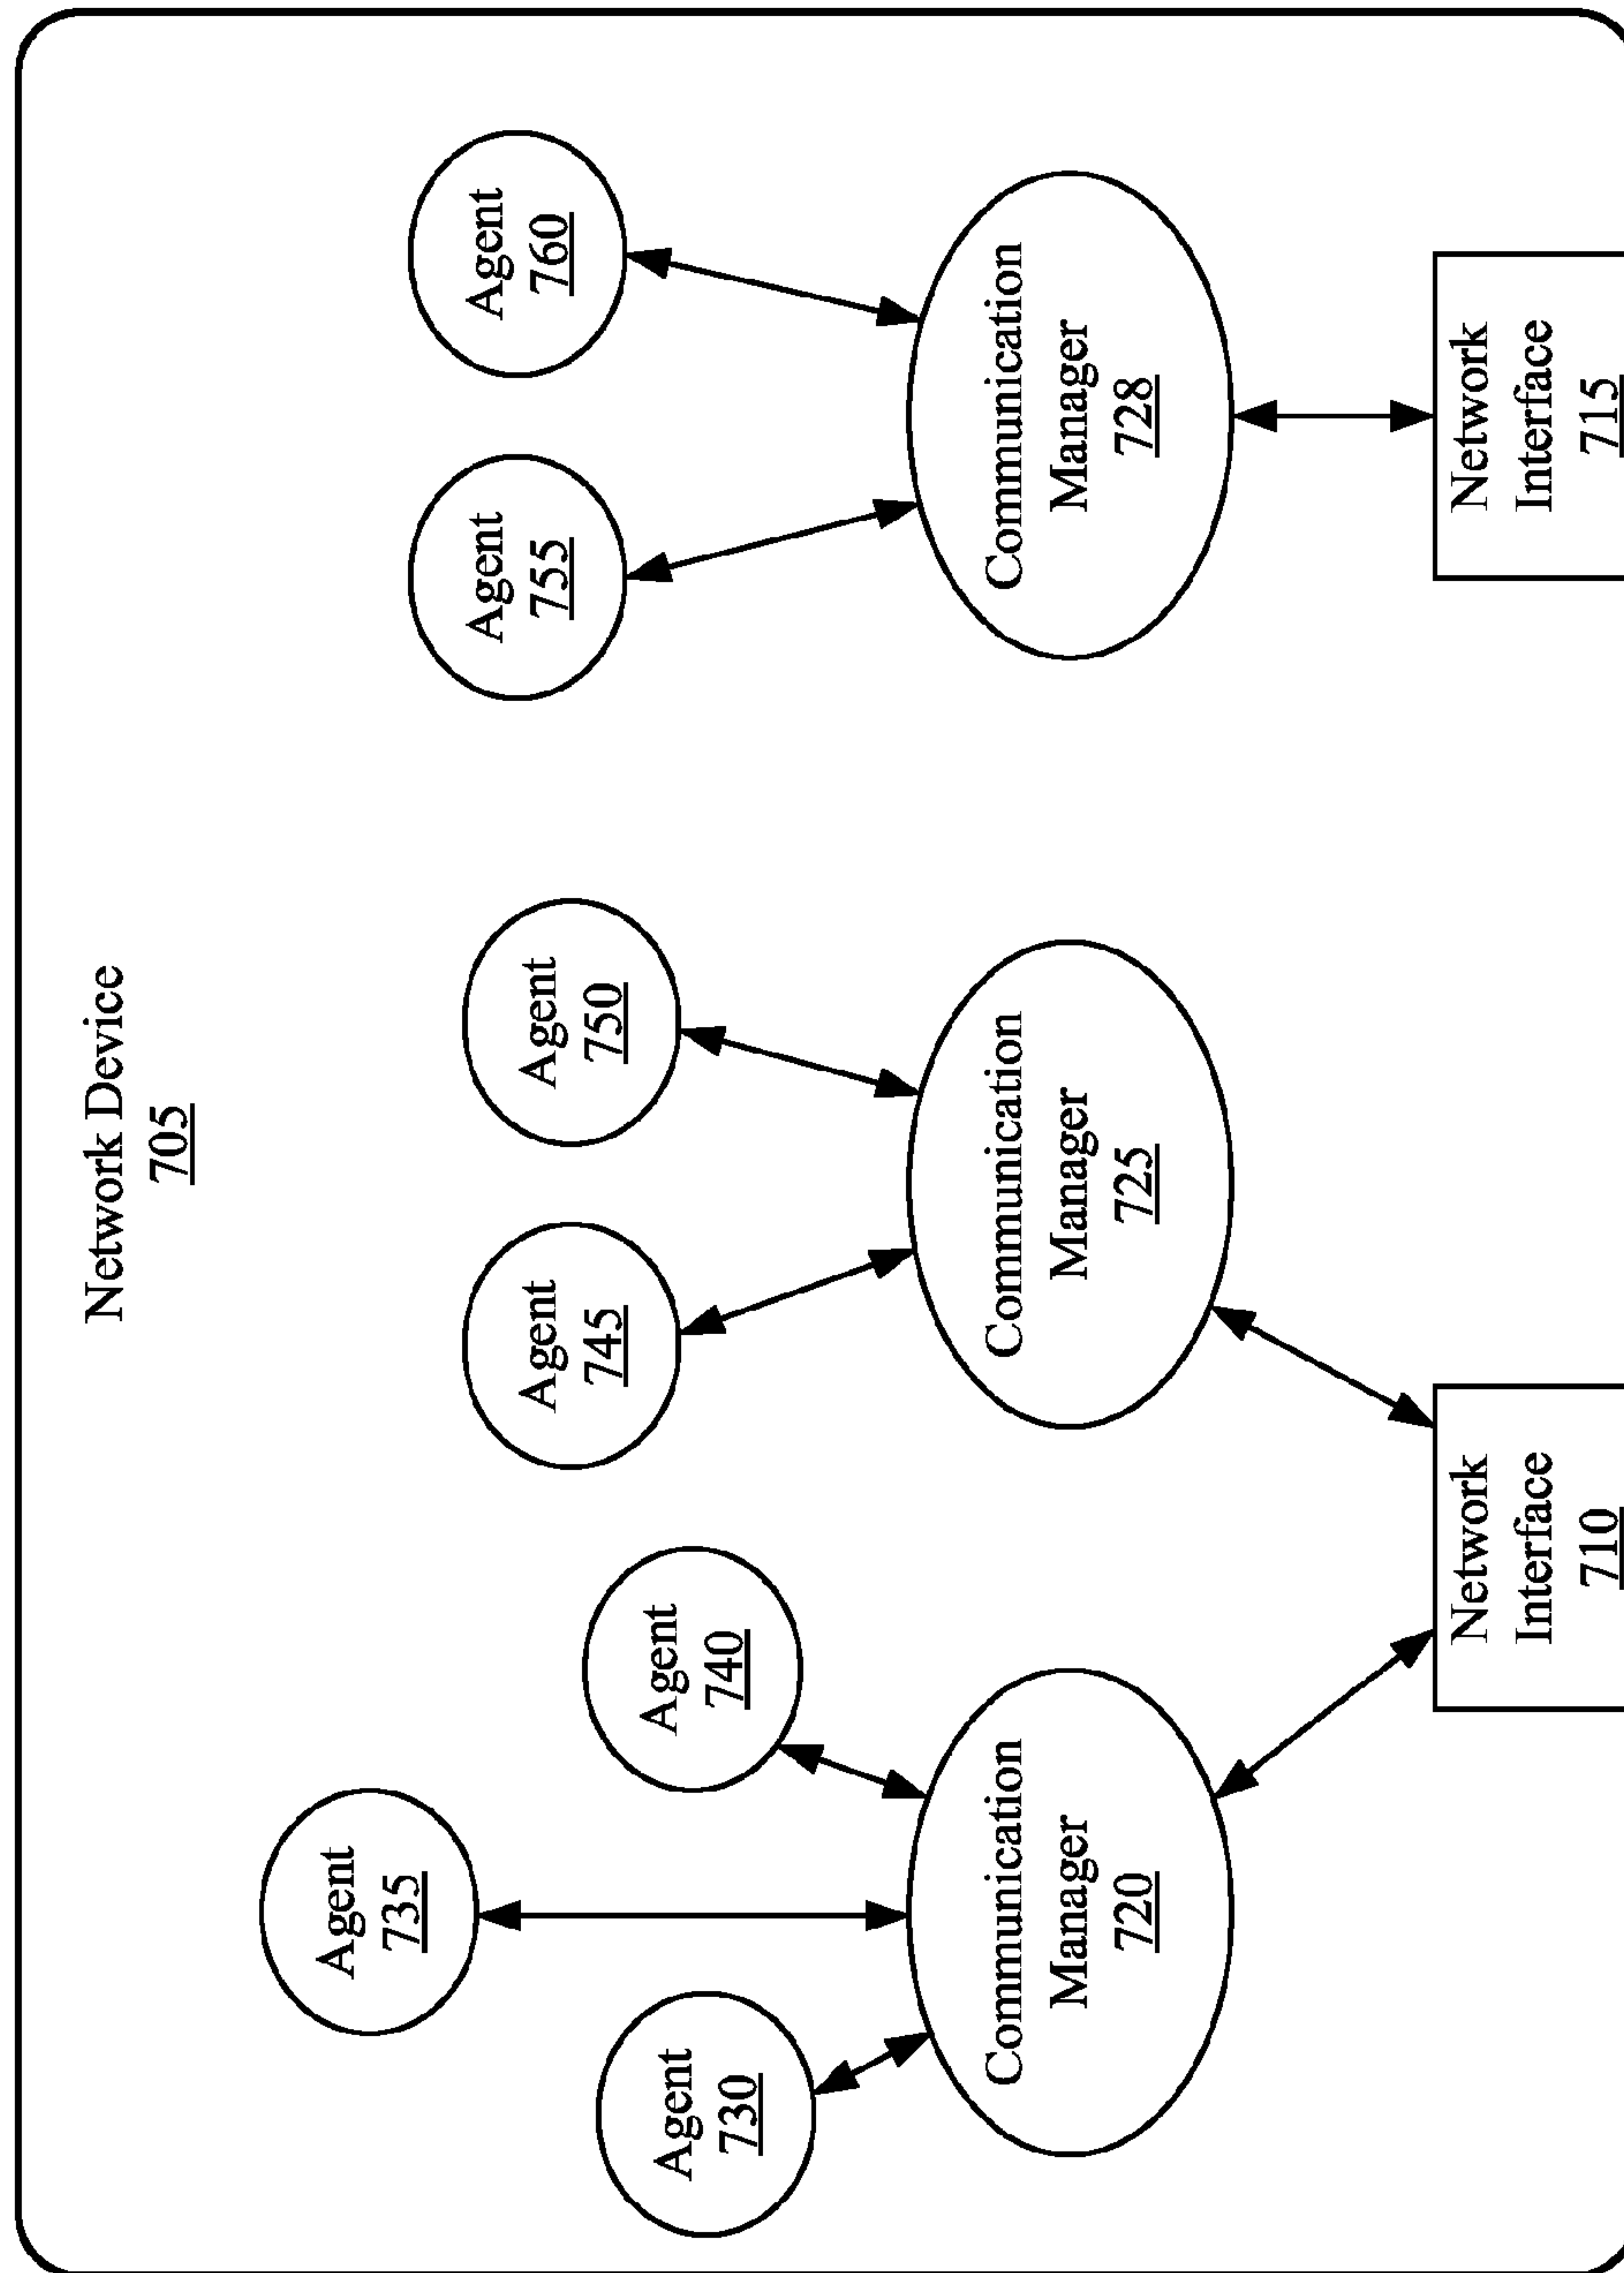 Network Device
705
Agent
735
Agent
730
Agent
740
Agent
745
Agent
750
Agent
755
Agent
760
Communication
Manager
720
Communication
Manager
725
Communication
Manager
728
Network
Interface
710
Network
Interface
715